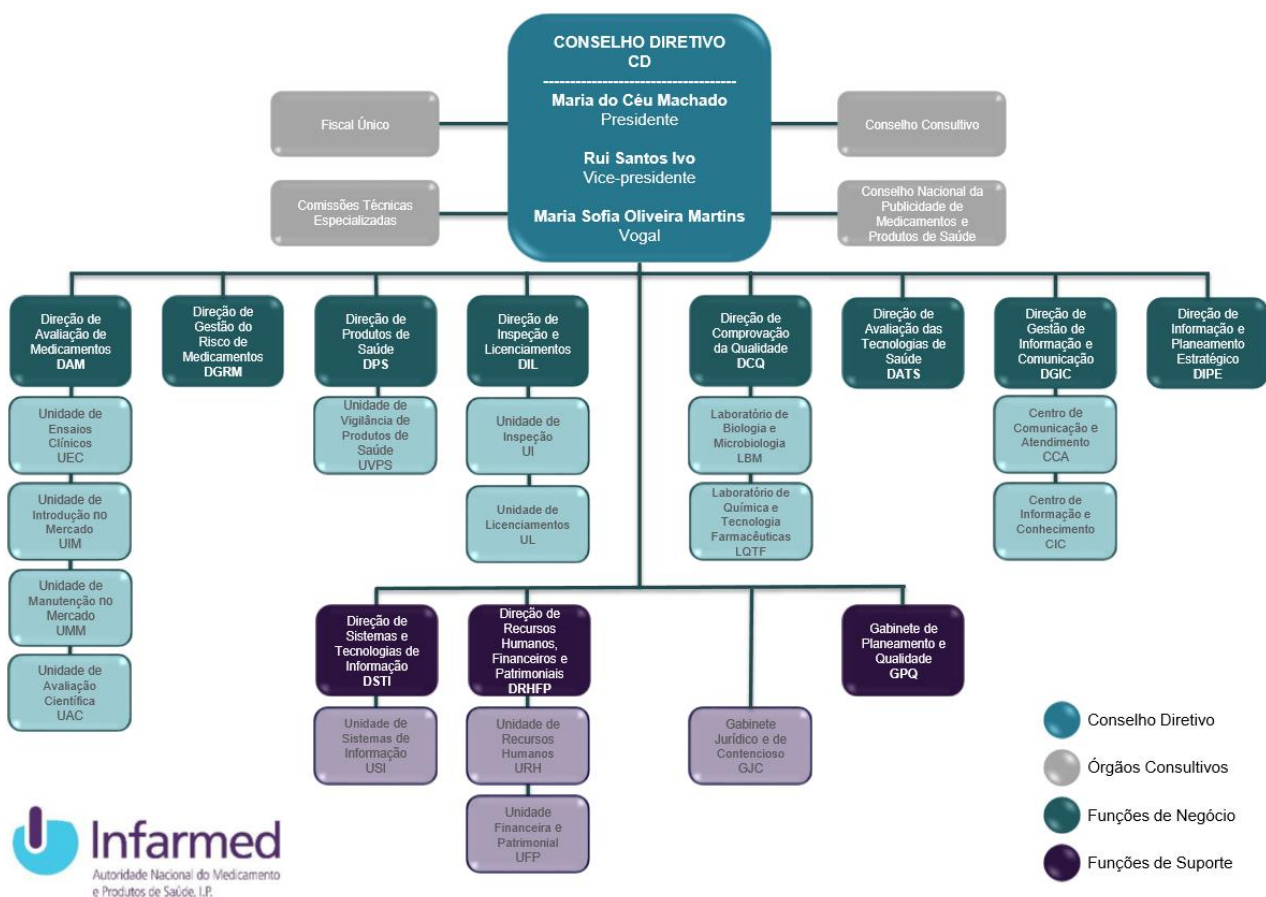 CONSELHO DIRETIVO
CD
------------------------------------
Maria do Céu Machado
Presidente
Rui Santos Ivo
Vice-presidente
Maria Sofia Oliveira Martins
Vogal
Fiscal Único
Conselho Consultivo
Comissões Técnicas
Especializadas
Conselho Nacional da
Publicidade de
Medicamentos e
Produtos de Saúde
Direção de
Avaliação de
Medicamentos
DAM
Direção de
Gestão do
Risco de
Medicamentos
DGRM
Direção de
Produtos de
Saúde
DPS
Direção de
Inspeção e
Licenciamentos
DIL
Direção de
Comprovação
da Qualidade
DCQ
Direção de
Avaliação das
Tecnologias de
Saúde
DATS
Direção de
Gestão de
Informação e
Comunicação
DGIC
Direção de
Informação e
Planeamento
Estratégico
DIPE
Unidade de
Ensaios
Clínicos
UEC
Unidade de
Introdução no
Mercado
UIM
Unidade de
Manutenção no
Mercado
UMM
Unidade de
Avaliação
Científica
UAC
Unidade de
Vigilância de
Produtos de
Saúde
UVPS
Unidade de
Inspeção
UI
Unidade de
Licenciamentos
UL
Laboratório de
Biologia e
Microbiologia
LBM
Laboratório de
Química e
Tecnologia
Farmacêuticas
LQTF
Centro de
Comunicação e
Atendimento
CCA
Centro de
Informação e
Conhecimento
CIC
Direção de
Sistemas e
Tecnologias de
Informação
DSTI
Direção de
Recursos
Humanos,
Financeiros e
Patrimoniais
DRHFP
Gabinete de
Planeamento e
Qualidade
GPQ
Unidade de
Sistemas de
Informação
USI
Unidade de
Recursos
Humanos
URH
Unidade
Financeira e
Patrimonial
UFP
Gabinete
Jurídico e de
Contencioso
GJC
Conselho Diretivo
Órgãos Consultivos
Funções de Negócio
Funções de Suporte
Infarmed
Autoridade Nacional do Medicamento
e Produtos de Saúde, I.P.